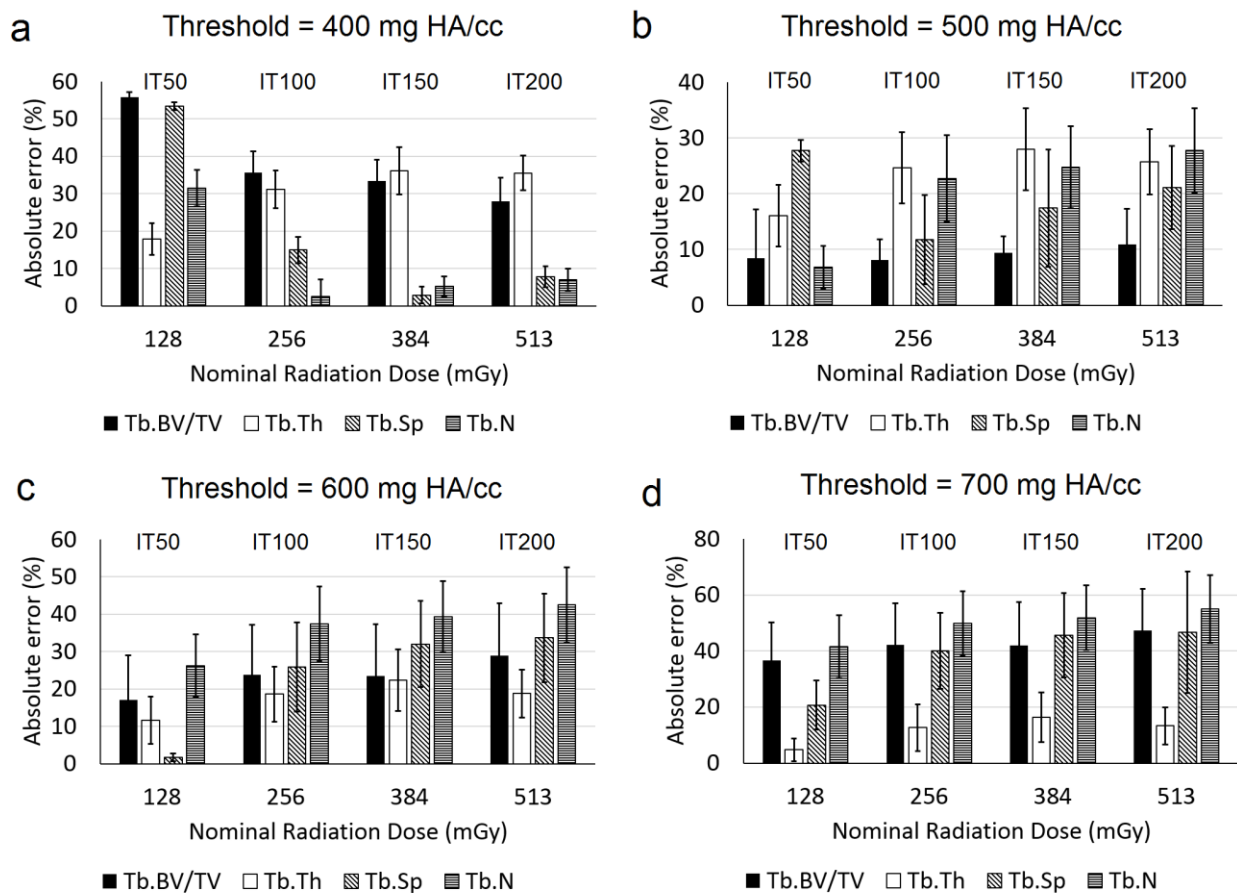 a
Threshold = 400 mg HA/cc
60
50
40
30
20
10
0
Absolute error (%)
IT50 IT100 IT150 IT200
128 256 384 513
Nominal Radiation Dose (mGy)
Tb.BV/TV Tb.Th Tb.Sp Tb.N
b
Threshold = 500 mg HA/cc
40
30
20
10
0
Absolute error (%)
IT50 IT100 IT150 IT200
128 256 384 513
Nominal Radiation Dose (mGy)
Tb.BV/TV Tb.Th Tb.Sp Tb.N
c
Threshold = 600 mg HA/cc
60
50
40
30
20
10
0
Absolute error (%)
IT50 IT100 IT150 IT200
128 256 384 513
Nominal Radiation Dose (mGy)
Tb.BV/TV Tb.Th Tb.Sp Tb.N
d
Threshold = 700 mg HA/cc
80
60
40
20
0
Absolute error (%)
IT50 IT100 IT150 IT200
128 256 384 513
Nominal Radiation Dose (mGy)
Tb.BV/TV Tb.Th Tb.Sp Tb.N